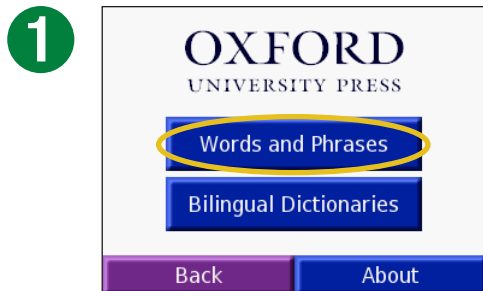 1
OXFORD
UNIVERSITY PRESS
Words and Phrases
Bilingual Dictionaries
Back About